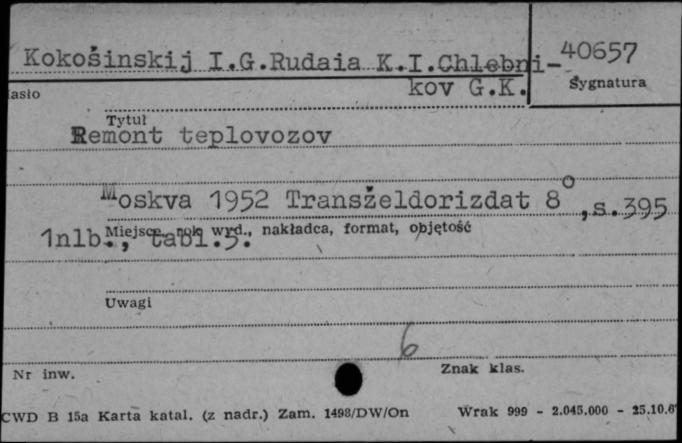 Kokošinskij I.G.Rudaia K.I.Chlebni-
kov G.K.
40657
Sygnatura
asło
Tytuł
Remont teplovozov
Moskva 1952 Transželdorizdat 8°,s.395
1nlb., tabl.5.
Miejsce, rok wyd., nakładca, format, objętość
Uwagi
6
Nr inw.
Znak klas.
CWD B 15a Karta katal. (z nadr.) Zam. 1498/DW/On
Wrak 999 - 2.045.000 - 25.10.6